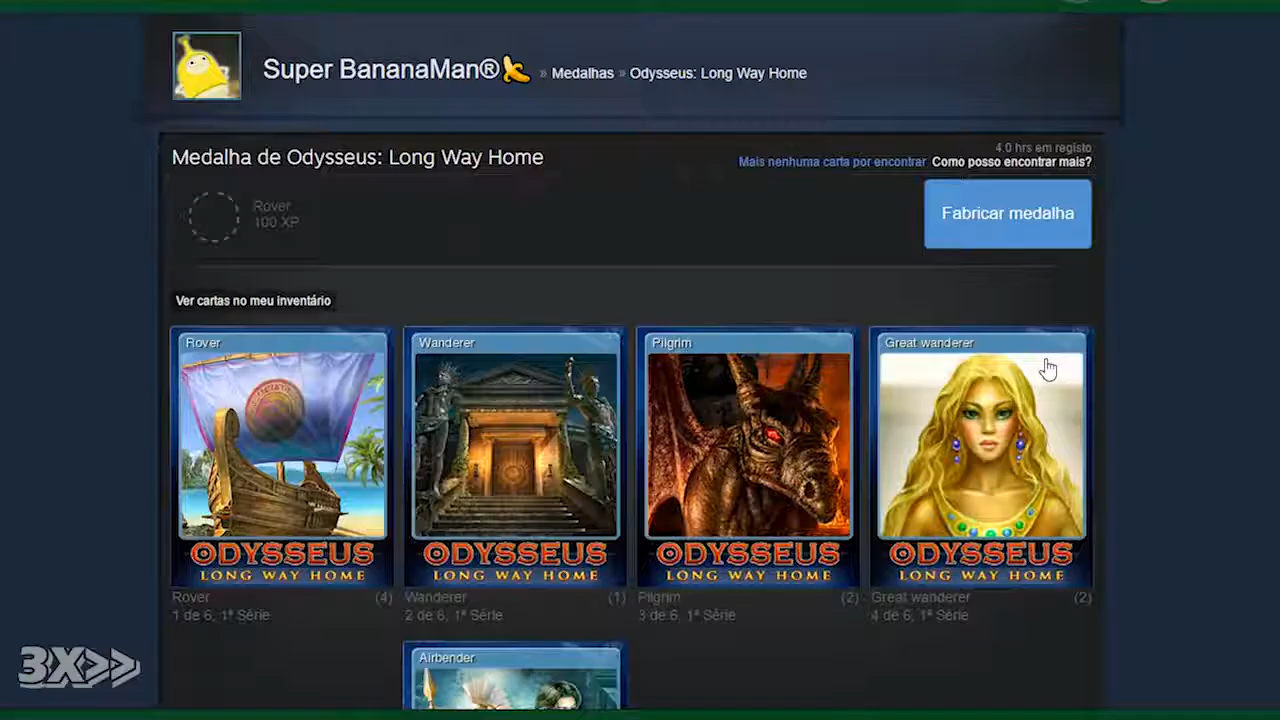 Super BananaMan®🍌 » Medalhas » Odysseus: Long Way Home
Medalha de Odysseus: Long Way Home
4.0 hrs em registo
Mais nenhuma carta por encontrar Como posso encontrar mais?
Rover
100 XP
Fabricar medalha
Ver cartas no meu inventário
Rover
Wanderer
Pilgrim
Great wanderer
ODYSSEUS
LONG WAY HOME
ODYSSEUS
LONG WAY HOME
ODYSSEUS
LONG WAY HOME
ODYSSEUS
LONG WAY HOME
Rover (4)
1 de 6, 1ª Série
Wanderer (1)
2 de 6, 1ª Série
Pilgrim (2)
3 de 6, 1ª Série
Great wanderer (2)
4 de 6, 1ª Série
Airbender
3X>>